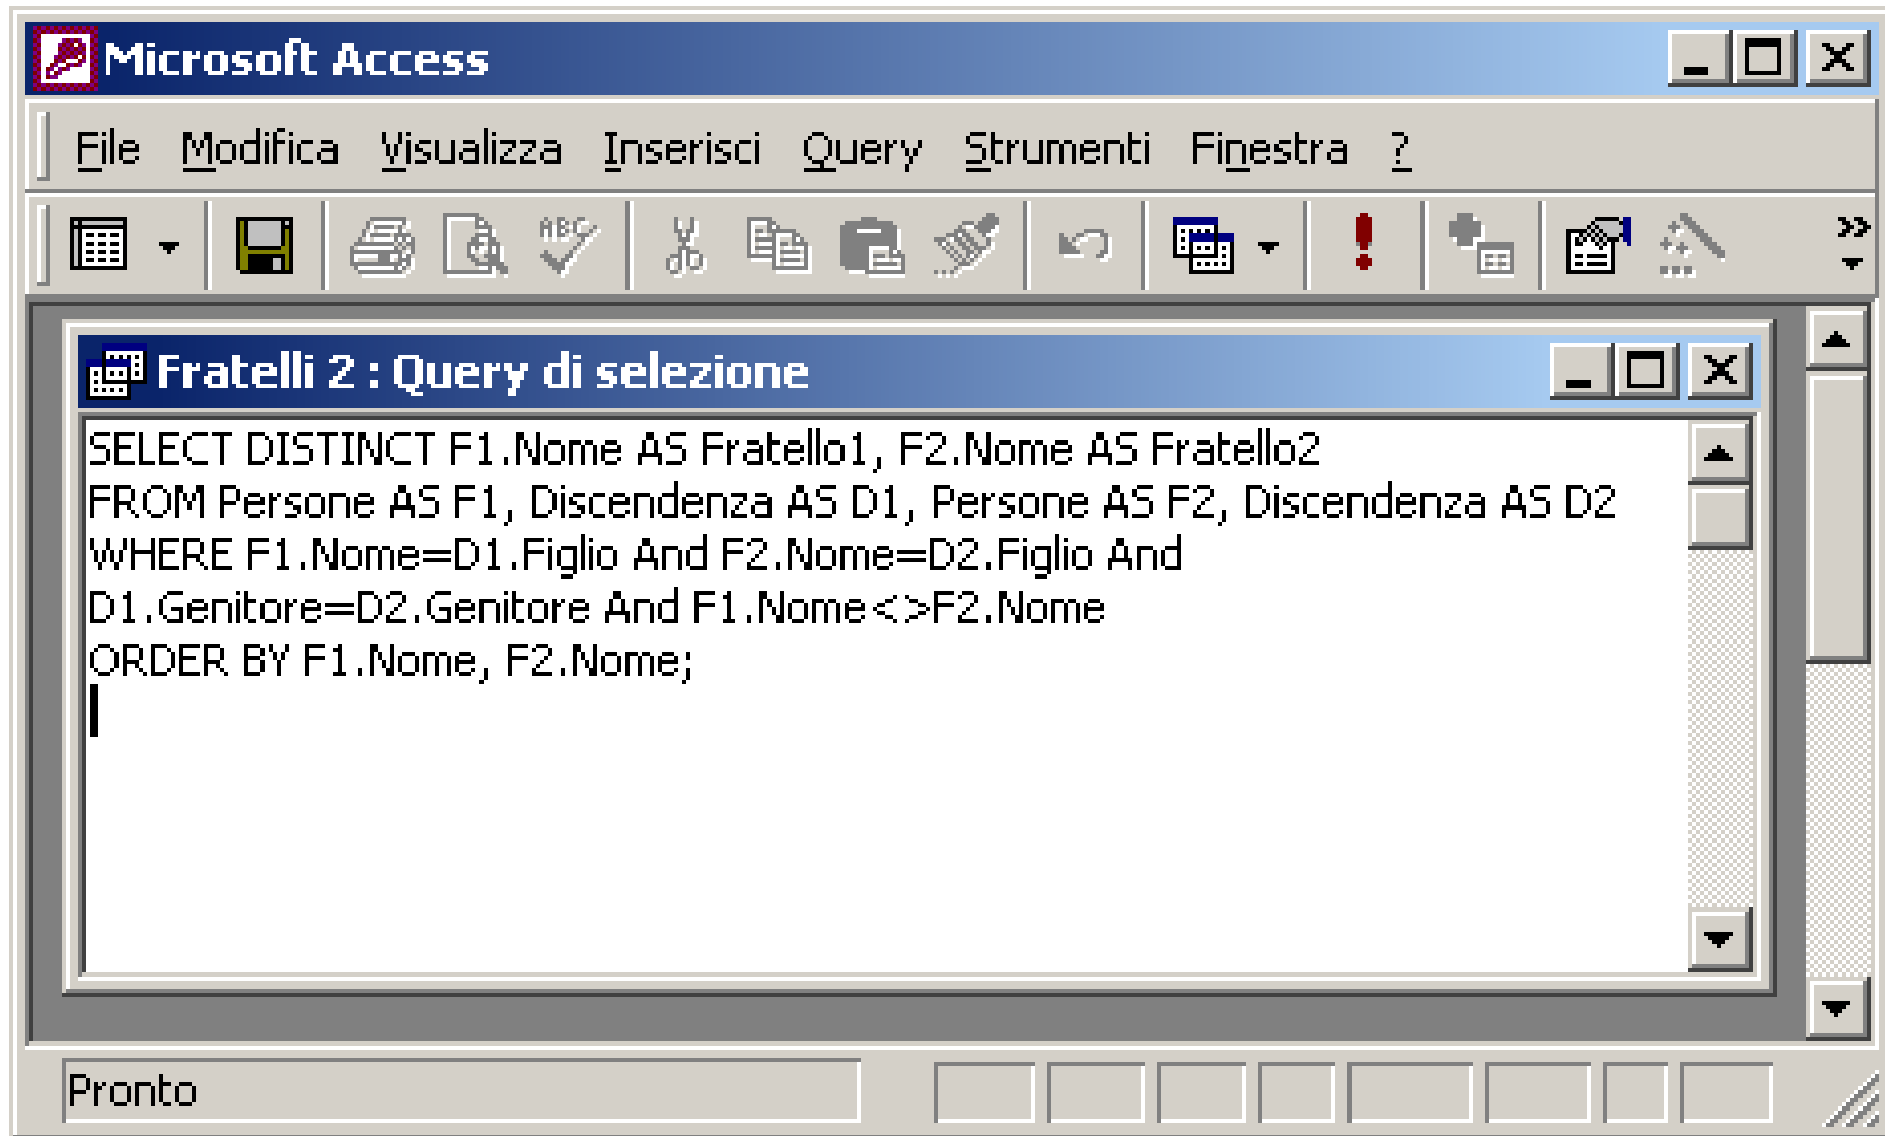 Microsoft Access
File Modifica Visualizza Inserisci Query Strumenti Finestra ?
ABC
Fratelli 2 : Query di selezione
SELECT DISTINCT F1.Nome AS Fratello1, F2.Nome AS Fratello2
FROM Persone AS F1, Discendenza AS D1, Persone AS F2, Discendenza AS D2
WHERE F1.Nome=D1.Figlio And F2.Nome=D2.Figlio And
D1.Genitore=D2.Genitore And F1.Nome<>F2.Nome
ORDER BY F1.Nome, F2.Nome;
Pronto